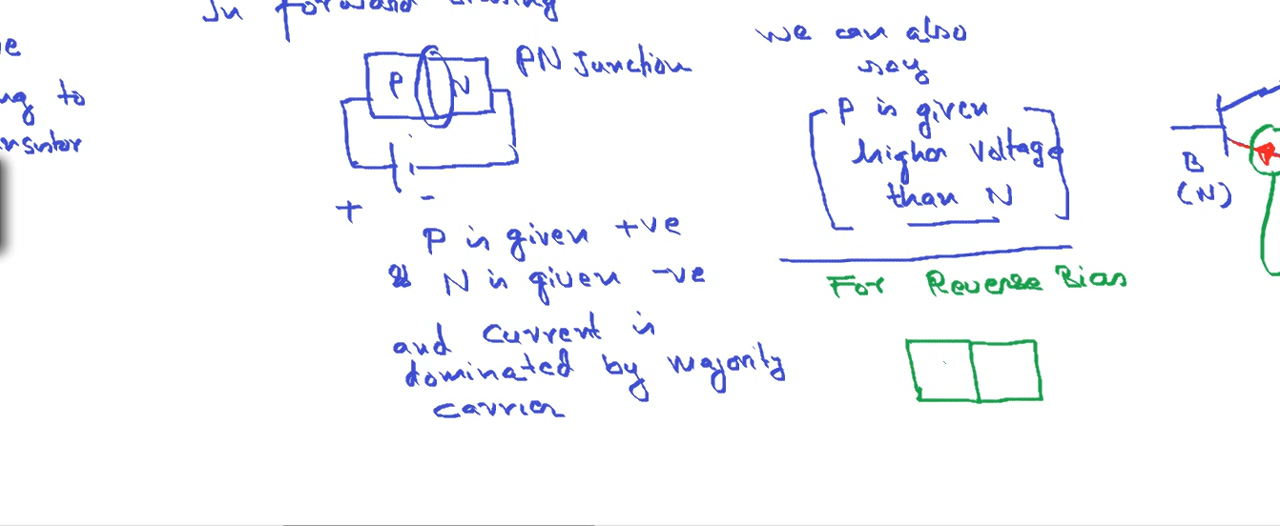 In forward biasing
to
PN Junction
P N
+ -
P is given +ve
& N is given -ve
and current is
dominated by majority
carrier
we can also
say
P is given
higher voltage
than N
For Reverse Bias
B
(N)